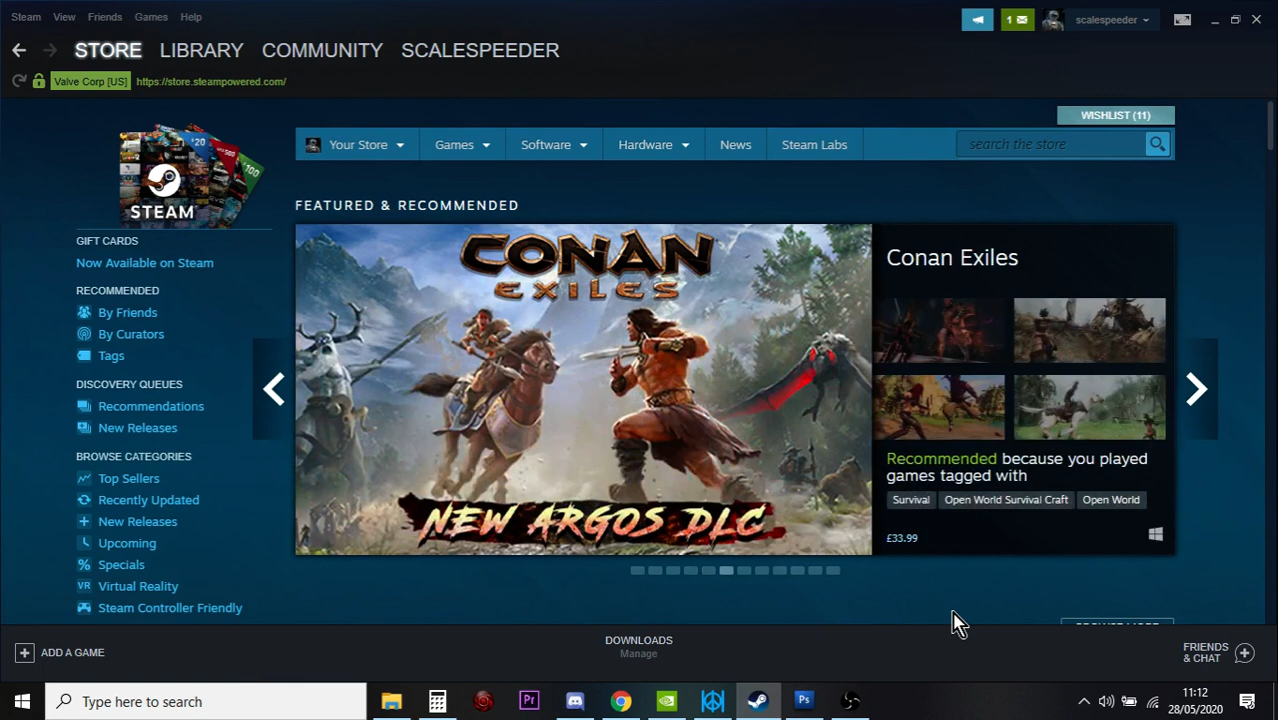 Steam View Friends Games Help
1
scalespeeder
STORE LIBRARY COMMUNITY SCALESPEEDER
Valve Corp [US] https://store.steampowered.com/
WISHLIST (11)
STEAM
Your Store Games Software Hardware News Steam Labs search the store
FEATURED & RECOMMENDED
GIFT CARDS
Now Available on Steam
RECOMMENDED
By Friends
By Curators
Tags
DISCOVERY QUEUES
Recommendations
New Releases
BROWSE CATEGORIES
Top Sellers
Recently Updated
New Releases
Upcoming
Specials
VR Virtual Reality
Steam Controller Friendly
CONAN
EXILES
NEW ARGOS DLC
Conan Exiles
Recommended because you played
games tagged with
Survival Open World Survival Craft Open World
£33.99
ADD A GAME
DOWNLOADS
Manage
FRIENDS
& CHAT
Type here to search
Pr
Ps
11:12
28/05/2020